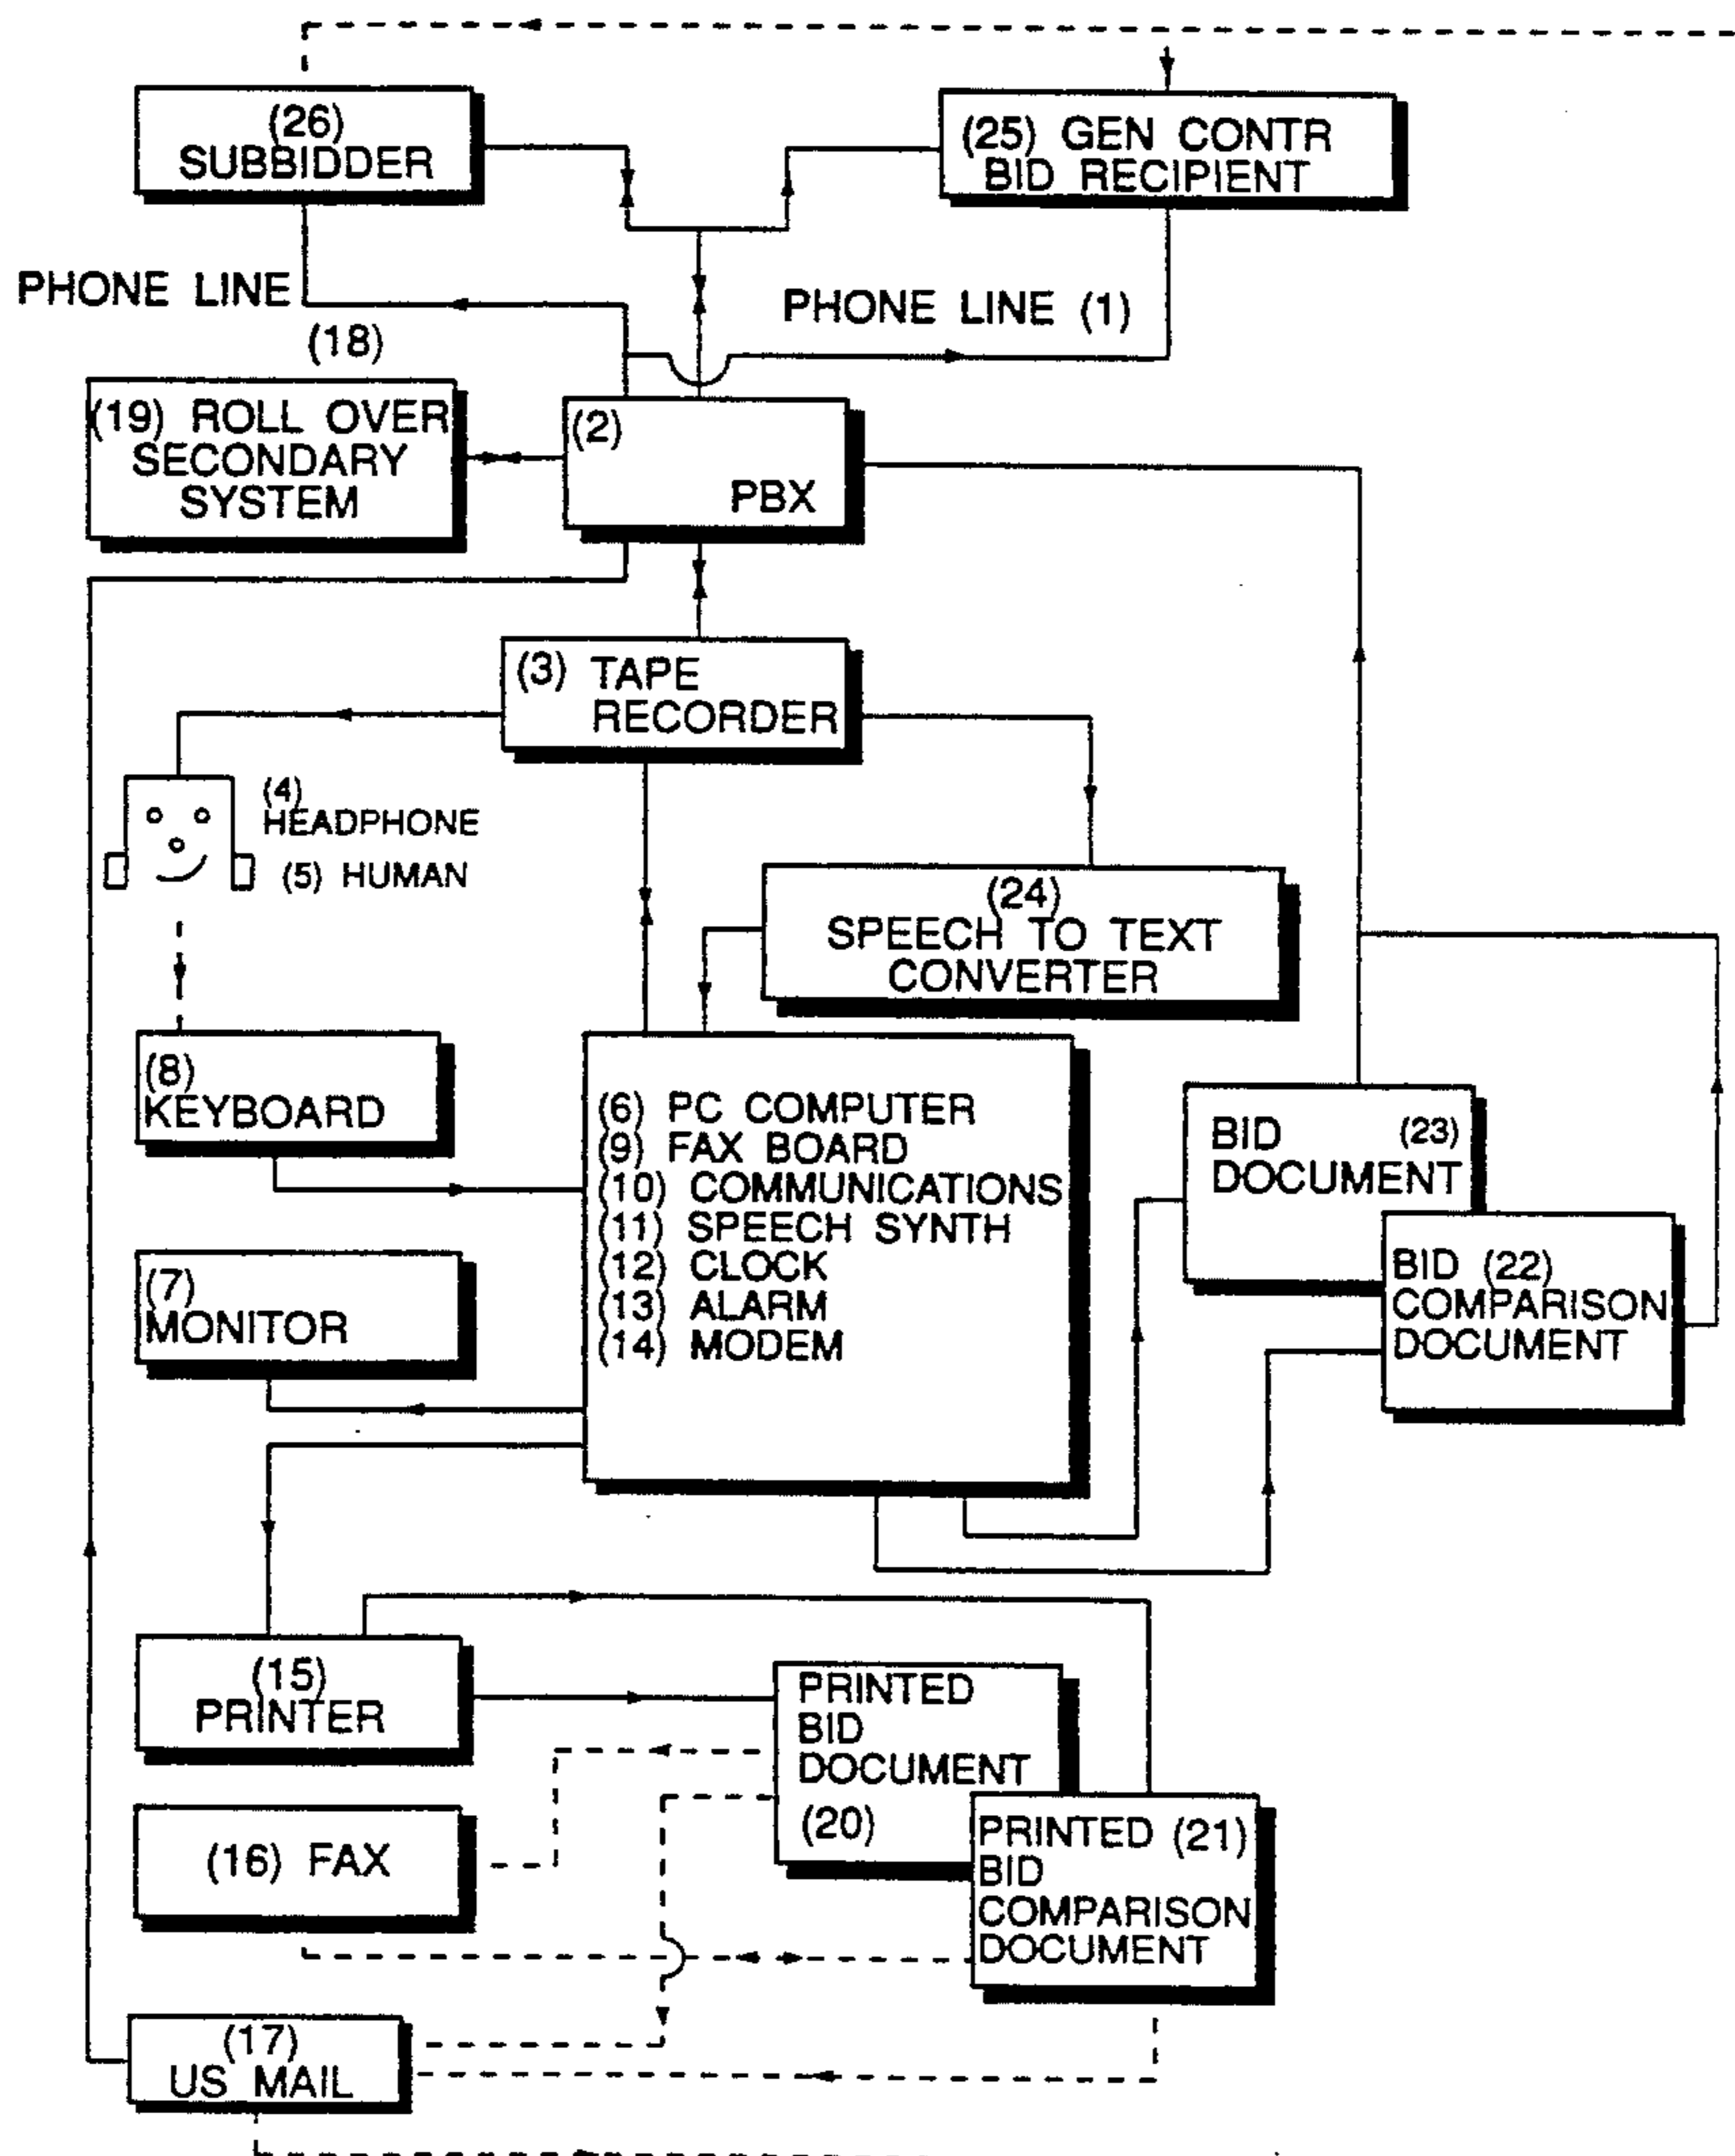 (26)
SUBBIDDER
(25) GEN CONTR
BID RECIPIENT
PHONE LINE
(18)
PHONE LINE (1)
(19) ROLL OVER
SECONDARY
SYSTEM
(2)
PBX
(3) TAPE
RECORDER
(4)
HEADPHONE
(5) HUMAN
(24)
SPEECH TO TEXT
CONVERTER
(8)
KEYBOARD
(6) PC COMPUTER
(9) FAX BOARD
(10) COMMUNICATIONS
(11) SPEECH SYNTH
(12) CLOCK
(13) ALARM
(14) MODEM
BID (23)
DOCUMENT
BID (22)
COMPARISON
DOCUMENT
(7)
MONITOR
(15)
PRINTER
PRINTED
BID
DOCUMENT
(20)
PRINTED (21)
BID
COMPARISON
DOCUMENT
(16) FAX
(17)
US MAIL